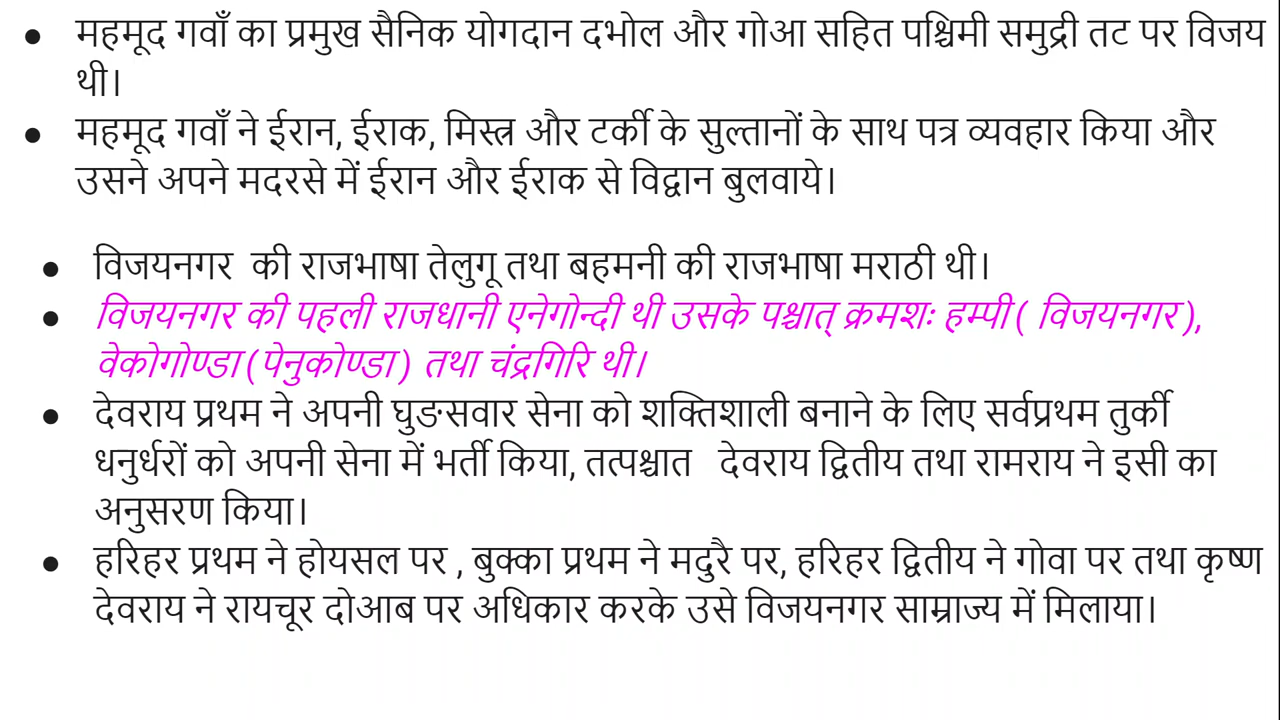 ● महमूद गवाँ का प्रमुख सैनिक योगदान दभोल और गोआ सहित पश्चिमी समुद्री तट पर विजय
थी।
● महमूद गवाँ ने ईरान, ईराक, मिस्त्र और टर्की के सुल्तानों के साथ पत्र व्यवहार किया और
उसने अपने मदरसे में ईरान और ईराक से विद्वान बुलवाये।
● विजयनगर की राजभाषा तेलुगू तथा बहमनी की राजभाषा मराठी थी।
● विजयनगर की पहली राजधानी एनेगोन्दी थी उसके पश्चात् क्रमशः हम्पी ( विजयनगर ),
वेकोगोण्डा ( पेनुकोण्डा ) तथा चंद्रगिरि थी।
● देवराय प्रथम ने अपनी घुङसवार सेना को शक्तिशाली बनाने के लिए सर्वप्रथम तुर्की
धनुर्धरों को अपनी सेना में भर्ती किया, तत्पश्चात देवराय द्वितीय तथा रामराय ने इसी का
अनुसरण किया।
● हरिहर प्रथम ने होयसल पर , बुक्का प्रथम ने मदुरै पर, हरिहर द्वितीय ने गोवा पर तथा कृष्ण
देवराय ने रायचूर दोआब पर अधिकार करके उसे विजयनगर साम्राज्य में मिलाया।